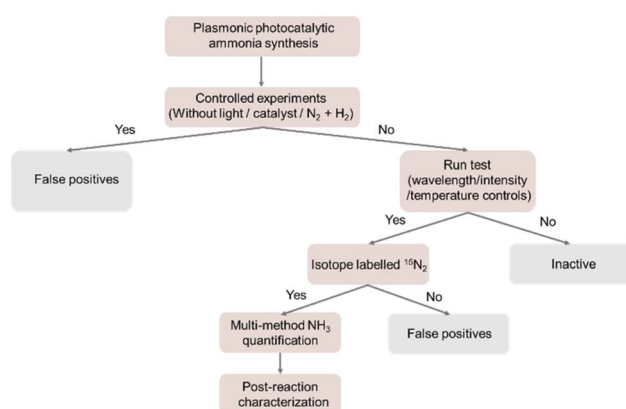 Plasmonic photocatalytic
ammonia synthesis
Controlled experiments
(Without light / catalyst / N₂ + H₂)
Yes
No
False positives
Run test
(wavelength/intensity
/temperature controls)
Yes
No
Isotope labelled ¹⁵N₂
Inactive
Yes
No
Multi-method NH₃
quantification
False positives
Post-reaction
characterization